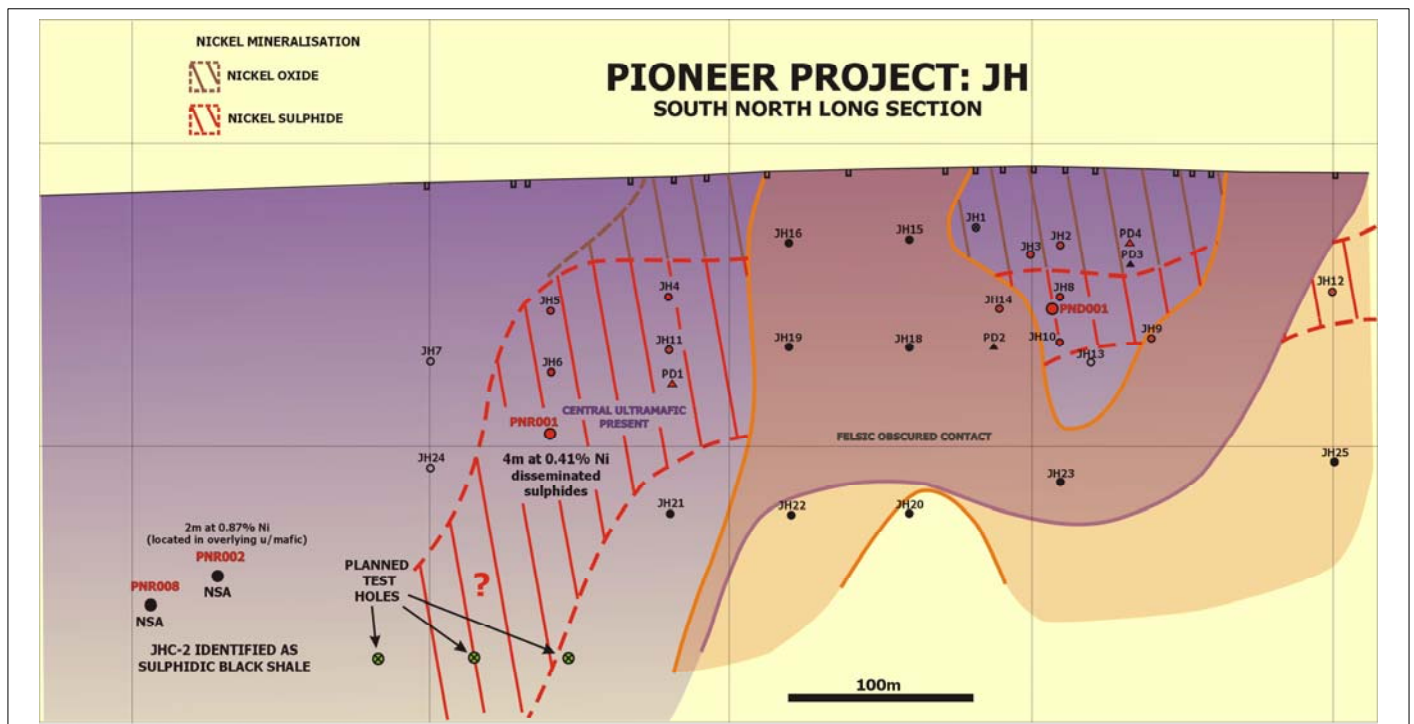 NICKEL MINERALISATION
NICKEL OXIDE
NICKEL SULPHIDE
PIONEER PROJECT: JH
SOUTH NORTH LONG SECTION
JH16
JH15
JH1
JH3
JH2
PD4
PD3
JH12
JH5
JH4
JH14
JH8
PND001
JH7
JH6
JH11
PD1
JH19
JH18
PD2
JH10
JH9
JH13
PNR001
CENTRAL ULTRAMAFIC
PRESENT
FELSIC OBSCURED CONTACT
JH24
4m at 0.41% Ni
disseminated
sulphides
JH21
JH22
JH20
JH23
JH25
2m at 0.87% Ni
(located in overlying u/mafic)
PNR002
NSA
PNR008
NSA
PLANNED
TEST
HOLES
?
JHC-2 IDENTIFIED AS
SULPHIDIC BLACK SHALE
100m